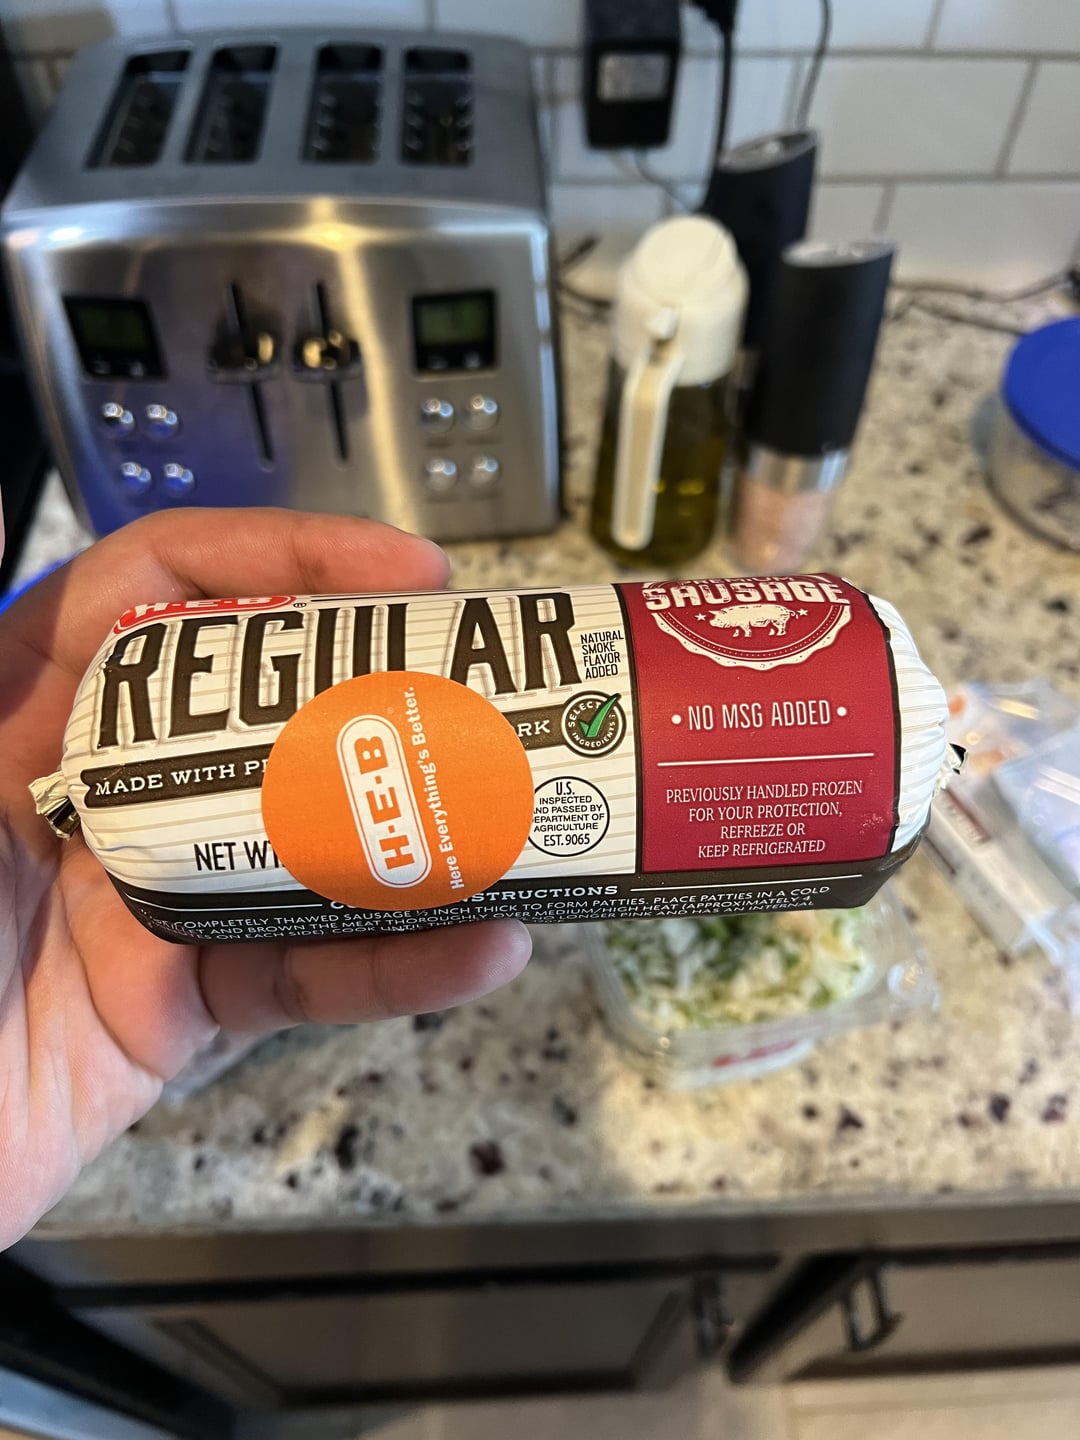 H-E-B
REGULAR
NATURAL
SMOKE
FLAVOR
ADDED
MADE WITH
RK
SELECT
INGREDIENTS
NET WT
U.S.
INSPECTED
AND PASSED BY
DEPARTMENT OF
AGRICULTURE
EST. 9065
H-E-B
Here Everything's Better.
PREMIUM
SAUSAGE
• NO MSG ADDED •
PREVIOUSLY HANDLED FROZEN
FOR YOUR PROTECTION,
REFREEZE OR
KEEP REFRIGERATED
INSTRUCTIONS
COMPLETELY THAWED SAUSAGE ½ INCH THICK TO FORM PATTIES. PLACE PATTIES IN A COLD
AND BROWN THE MEAT THOROUGHLY OVER MEDIUM/HIGH HEAT (APPROXIMATELY 4
ON EACH SIDE). COOK UNTIL THE NO LONGER PINK AND HAS AN INTERNAL